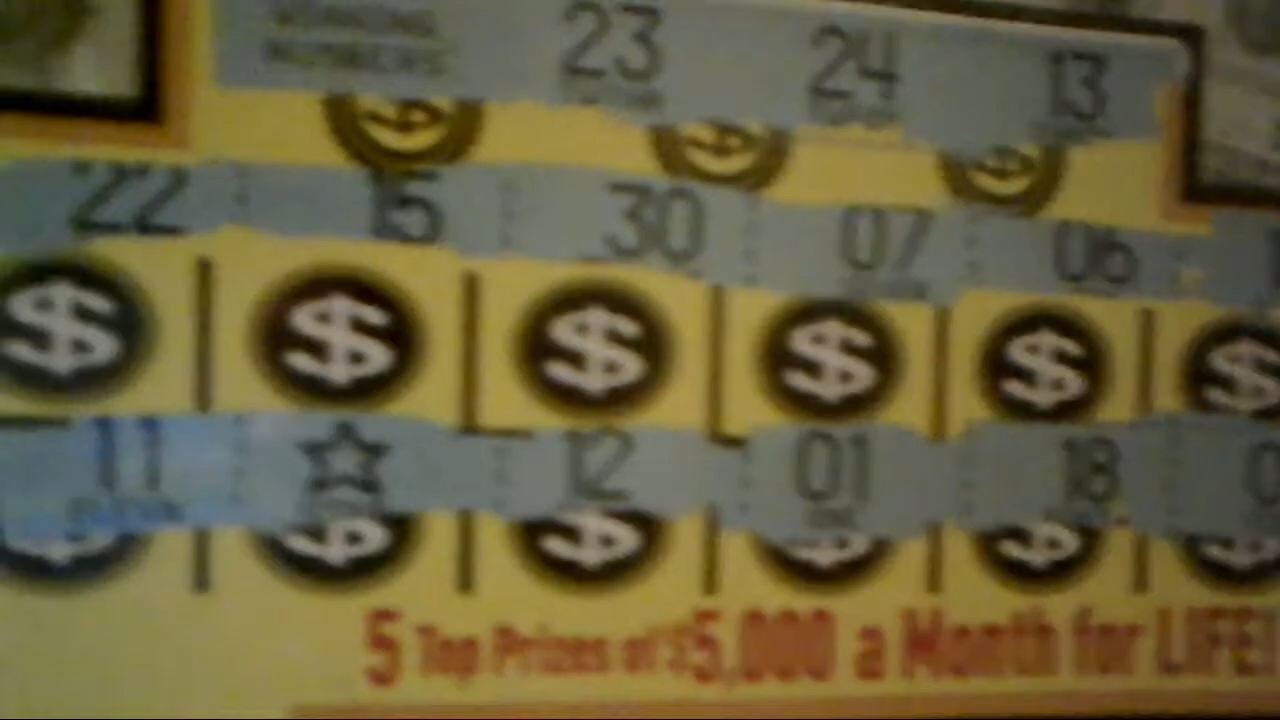 WINNING NUMBERS 23 24 13
22 15 30 07 06
$ $ $ $ $ $
11 12 01 18
5 Top Prizes of $5,000 a Month for LIFE!